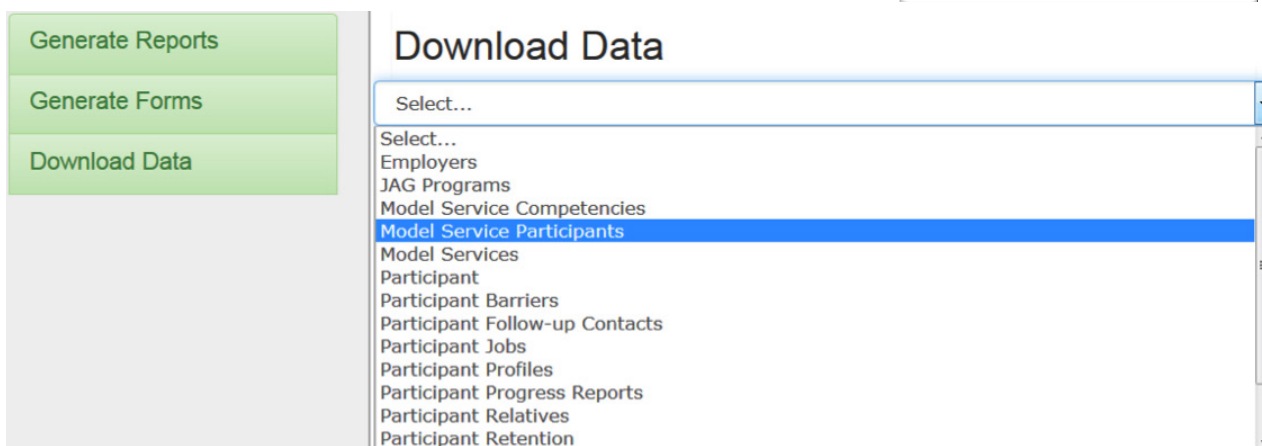 Generate Reports
Generate Forms
Download Data
Download Data
Select...
Select...
Employers
JAG Programs
Model Service Competencies
Model Service Participants
Model Services
Participant
Participant Barriers
Participant Follow-up Contacts
Participant Jobs
Participant Profiles
Participant Progress Reports
Participant Relatives
Participant Retention